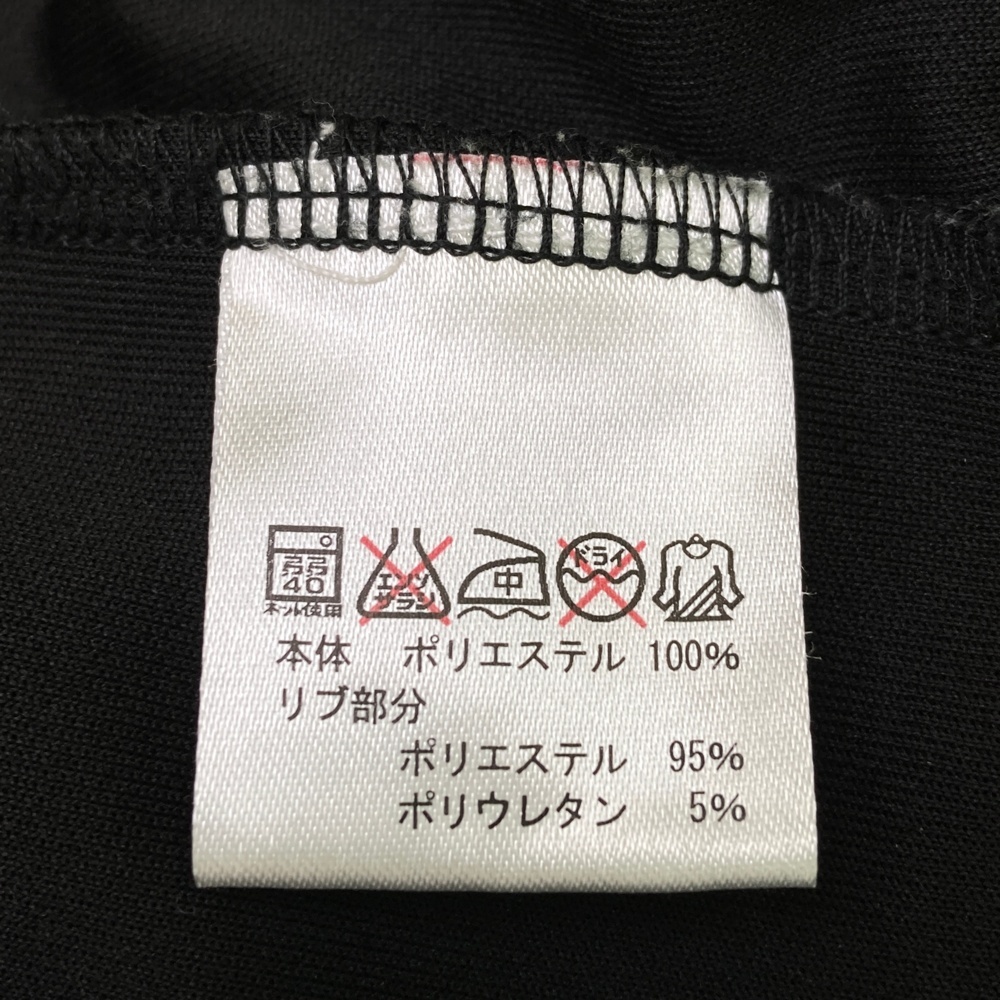 弱 40 エンソ サラシ 中 ドライ
ネット使用
本体 ポリエステル 100%
リブ部分
ポリエステル 95%
ポリウレタン 5%